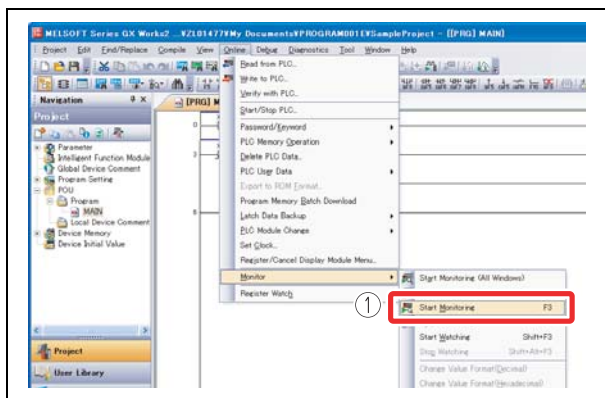 MELSOFT Series GX Works2 ...¥ZL01477¥My Documents¥PROGRAM001E¥SampleProject - [[PRG] MAIN]
Project Edit Find/Replace Compile View Online Debug Diagnostics Tool Window Help
Navigation
[PRG] M
Project
Parameter
Intelligent Function Module
Global Device Comment
Program Setting
POU
Program
MAIN
Local Device Comment
Device Memory
Device Initial Value
Project
User Library
0
3
6
Read from PLC...
Write to PLC...
Verify with PLC...
Start/Stop PLC...
Password/Keyword
PLC Memory Operation
Delete PLC Data...
PLC User Data
Export to ROM Format...
Program Memory Batch Download
Latch Data Backup
PLC Module Change
Set Clock...
Register/Cancel Display Module Menu...
Monitor
Register Watch
Start Monitoring (All Windows)
1
Start Monitoring F3
Start Watching Shift+F3
Stop Watching Shift+Alt+F3
Change Value Format(Decimal)
Change Value Format(Hexadecimal)